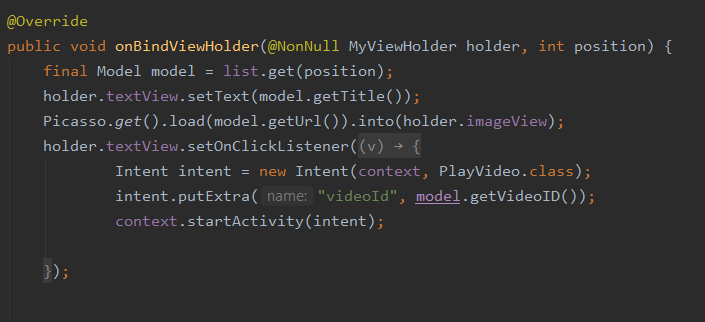 @Override
public void onBindViewHolder(@NonNull MyViewHolder holder, int position) {
    final Model model = list.get(position);
    holder.textView.setText(model.getTitle());
    Picasso.get().load(model.getUrl()).into(holder.imageView);
    holder.textView.setOnClickListener((v) → {
            Intent intent = new Intent(context, PlayVideo.class);
            intent.putExtra( name: "videoId", model.getVideoID());
            context.startActivity(intent);
    });